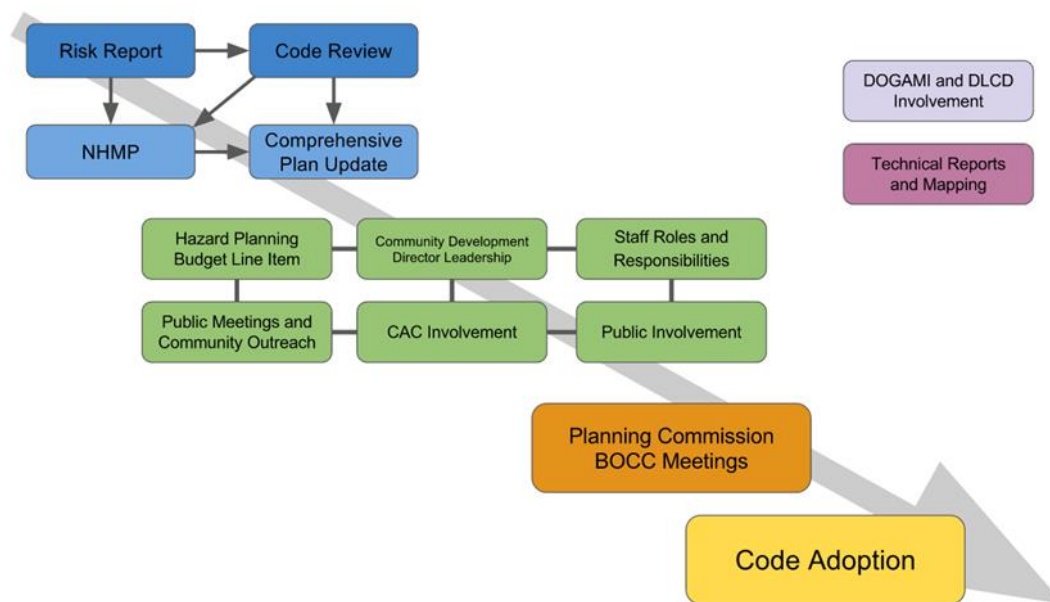 Risk Report
Code Review
NHMP
Comprehensive
Plan Update
DOGAMI and DLCD
Involvement
Technical Reports
and Mapping
Hazard Planning
Budget Line Item
Community Development
Director Leadership
Staff Roles and
Responsibilities
Public Meetings and
Community Outreach
CAC Involvement
Public Involvement
Planning Commission
BOCC Meetings
Code Adoption